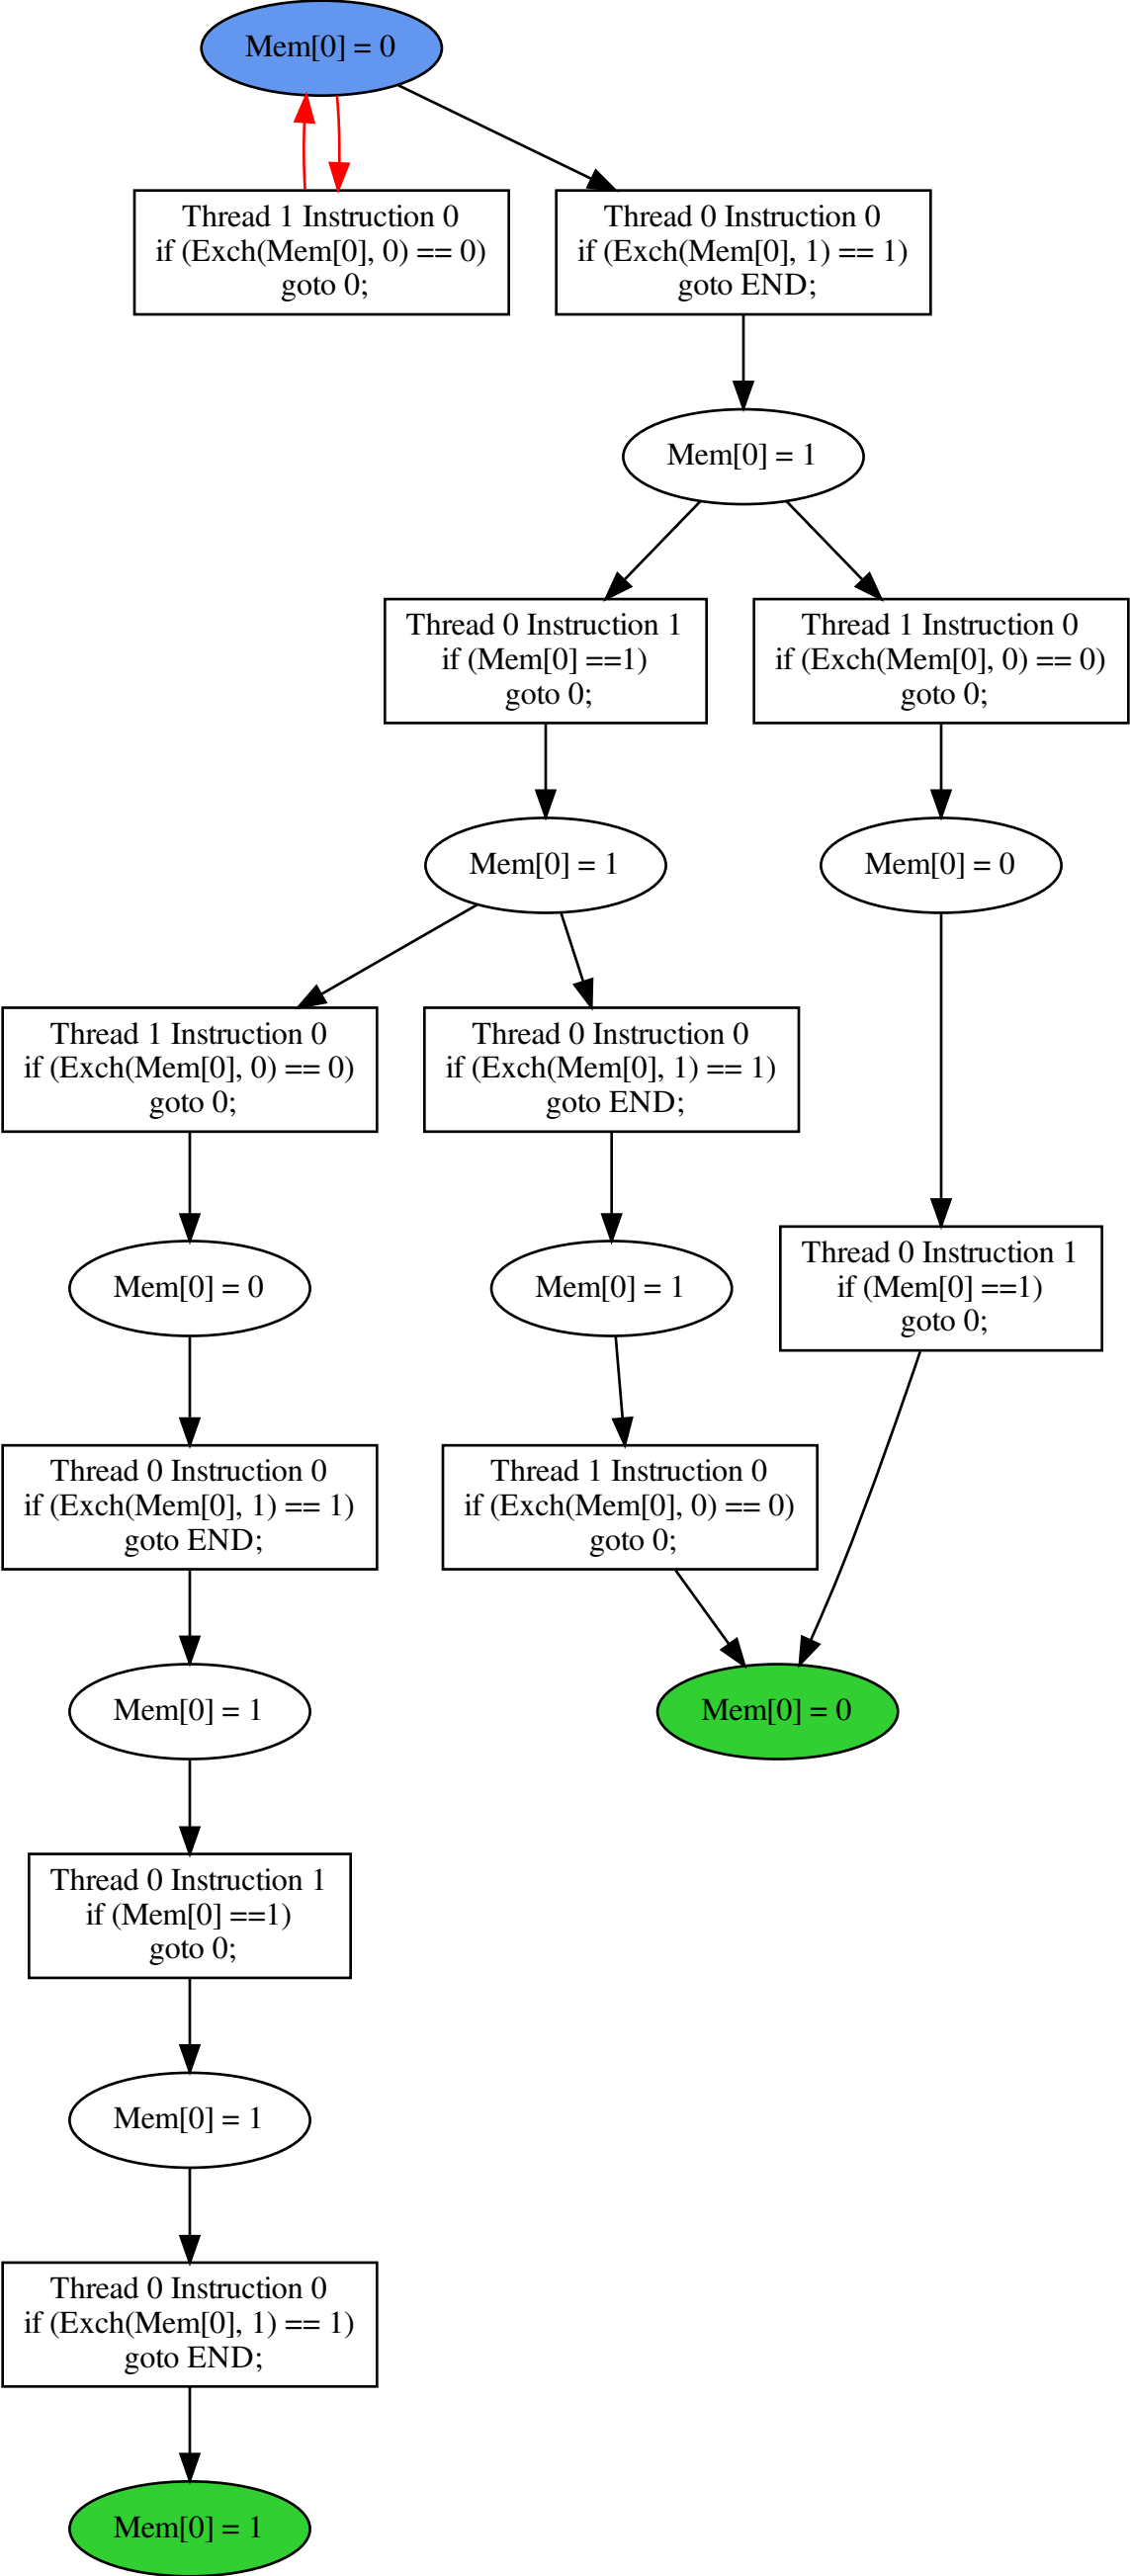 Mem[0] = 0
Thread 1 Instruction 0
if (Exch(Mem[0], 0) == 0)
goto 0;
Thread 0 Instruction 0
if (Exch(Mem[0], 1) == 1)
goto END;
Mem[0] = 1
Thread 0 Instruction 1
if (Mem[0] ==1)
goto 0;
Thread 1 Instruction 0
if (Exch(Mem[0], 0) == 0)
goto 0;
Mem[0] = 1
Mem[0] = 0
Thread 1 Instruction 0
if (Exch(Mem[0], 0) == 0)
goto 0;
Thread 0 Instruction 0
if (Exch(Mem[0], 1) == 1)
goto END;
Mem[0] = 0
Mem[0] = 1
Thread 0 Instruction 1
if (Mem[0] ==1)
goto 0;
Thread 0 Instruction 0
if (Exch(Mem[0], 1) == 1)
goto END;
Thread 1 Instruction 0
if (Exch(Mem[0], 0) == 0)
goto 0;
Mem[0] = 1
Mem[0] = 0
Thread 0 Instruction 1
if (Mem[0] ==1)
goto 0;
Mem[0] = 1
Thread 0 Instruction 0
if (Exch(Mem[0], 1) == 1)
goto END;
Mem[0] = 1